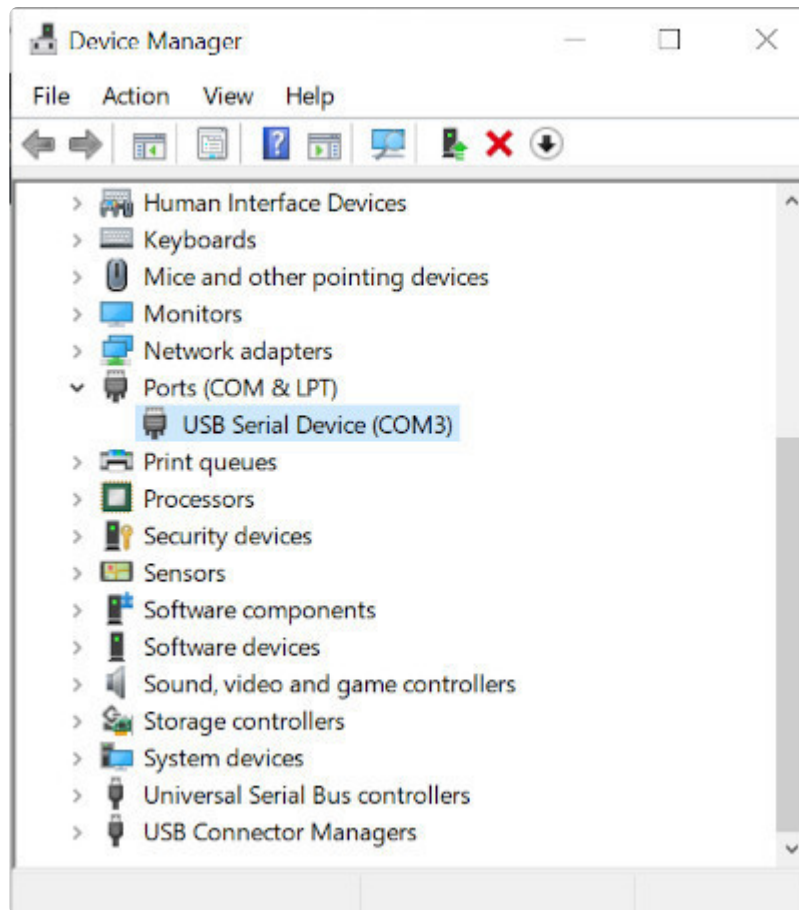 Device Manager
File Action View Help
Human Interface Devices
Keyboards
Mice and other pointing devices
Monitors
Network adapters
Ports (COM & LPT)
USB Serial Device (COM3)
Print queues
Processors
Security devices
Sensors
Software components
Software devices
Sound, video and game controllers
Storage controllers
System devices
Universal Serial Bus controllers
USB Connector Managers